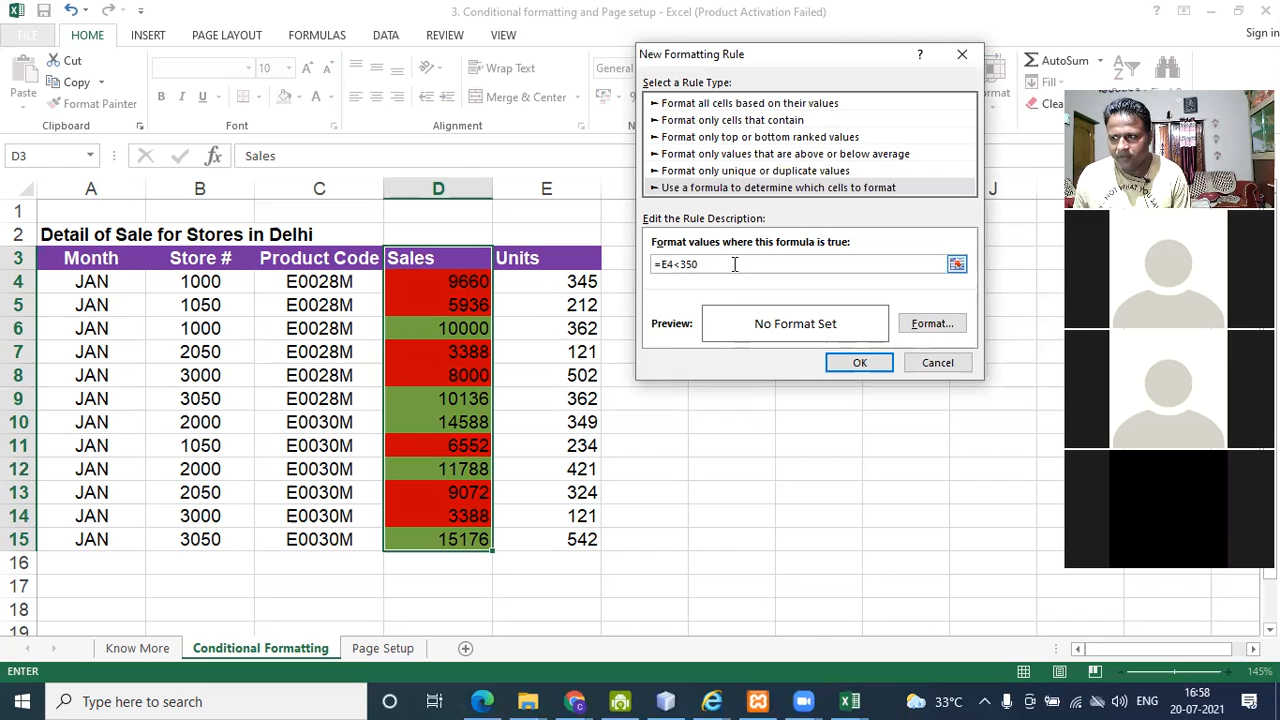 3. Conditional formatting and Page setup - Excel (Product Activation Failed)
FILE HOME INSERT PAGE LAYOUT FORMULAS DATA REVIEW VIEW Sign in
Cut
Copy
Format Painter
Paste
Clipboard
10
B I U
Font
Wrap Text
Merge & Center
Alignment
General
AutoSum
Fill
Clea
D3
Sales
New Formatting Rule
Select a Rule Type:
► Format all cells based on their values
► Format only cells that contain
► Format only top or bottom ranked values
► Format only values that are above or below average
► Format only unique or duplicate values
► Use a formula to determine which cells to format
Edit the Rule Description:
Format values where this formula is true:
=E4<350
Preview:
No Format Set
Format...
OK
Cancel
A B C D E J
1
2 Detail of Sale for Stores in Delhi
3 Month Store # Product Code Sales Units
4 JAN 1000 E0028M 9660 345
5 JAN 1050 E0028M 5936 212
6 JAN 1000 E0028M 10000 362
7 JAN 2050 E0028M 3388 121
8 JAN 3000 E0028M 8000 502
9 JAN 3050 E0028M 10136 362
10 JAN 2000 E0030M 14588 349
11 JAN 1050 E0030M 6552 234
12 JAN 2000 E0030M 11788 421
13 JAN 2050 E0030M 9072 324
14 JAN 3000 E0030M 3388 121
15 JAN 3050 E0030M 15176 542
16
17
18
19
Know More Conditional Formatting Page Setup
ENTER
145%
Type here to search
33°C
ENG
16:58
20-07-2021